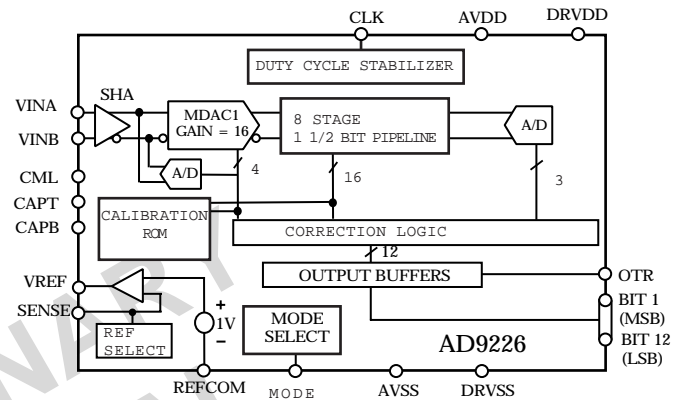 CLK AVDD DRVDD
DUTY CYCLE STABILIZER
VINA
SHA
MDAC1
GAIN = 16
8 STAGE
1 1/2 BIT PIPELINE
A/D
VINB
A/D
4
16
3
CML
CAPT
CAPB
CALIBRATION
ROM
CORRECTION LOGIC
12
OUTPUT BUFFERS
OTR
VREF
SENSE
REF
SELECT
+
1V
–
MODE
SELECT
AD9226
BIT 1
(MSB)
BIT 12
(LSB)
REFCOM
MODE
AVSS
DRVSS
NARY